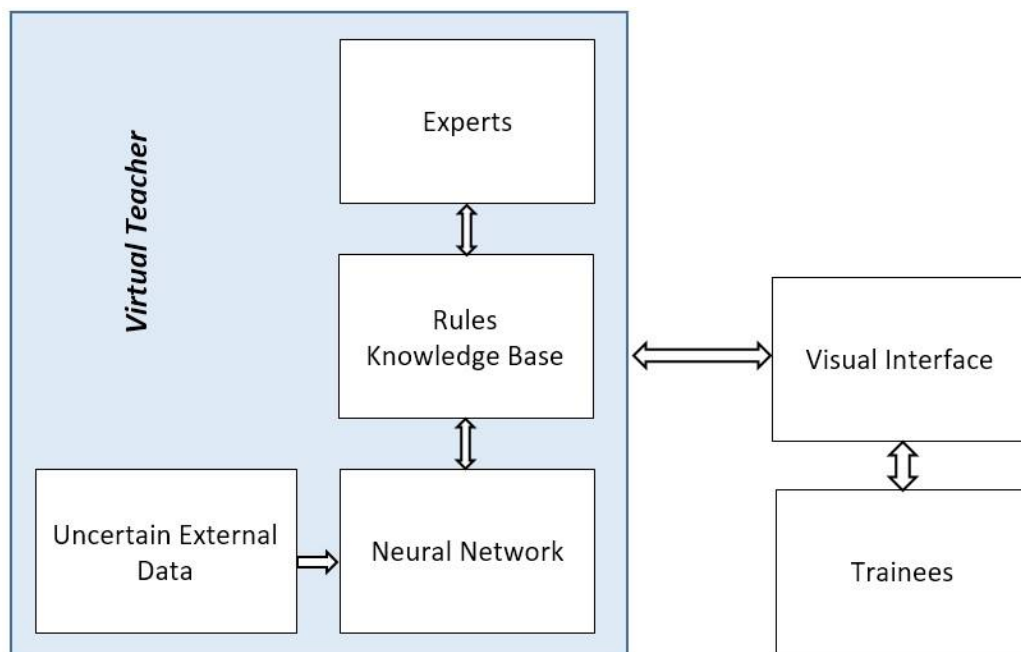 Virtual Teacher
Experts
Rules
Knowledge Base
Visual Interface
Uncertain External
Data
Neural Network
Trainees